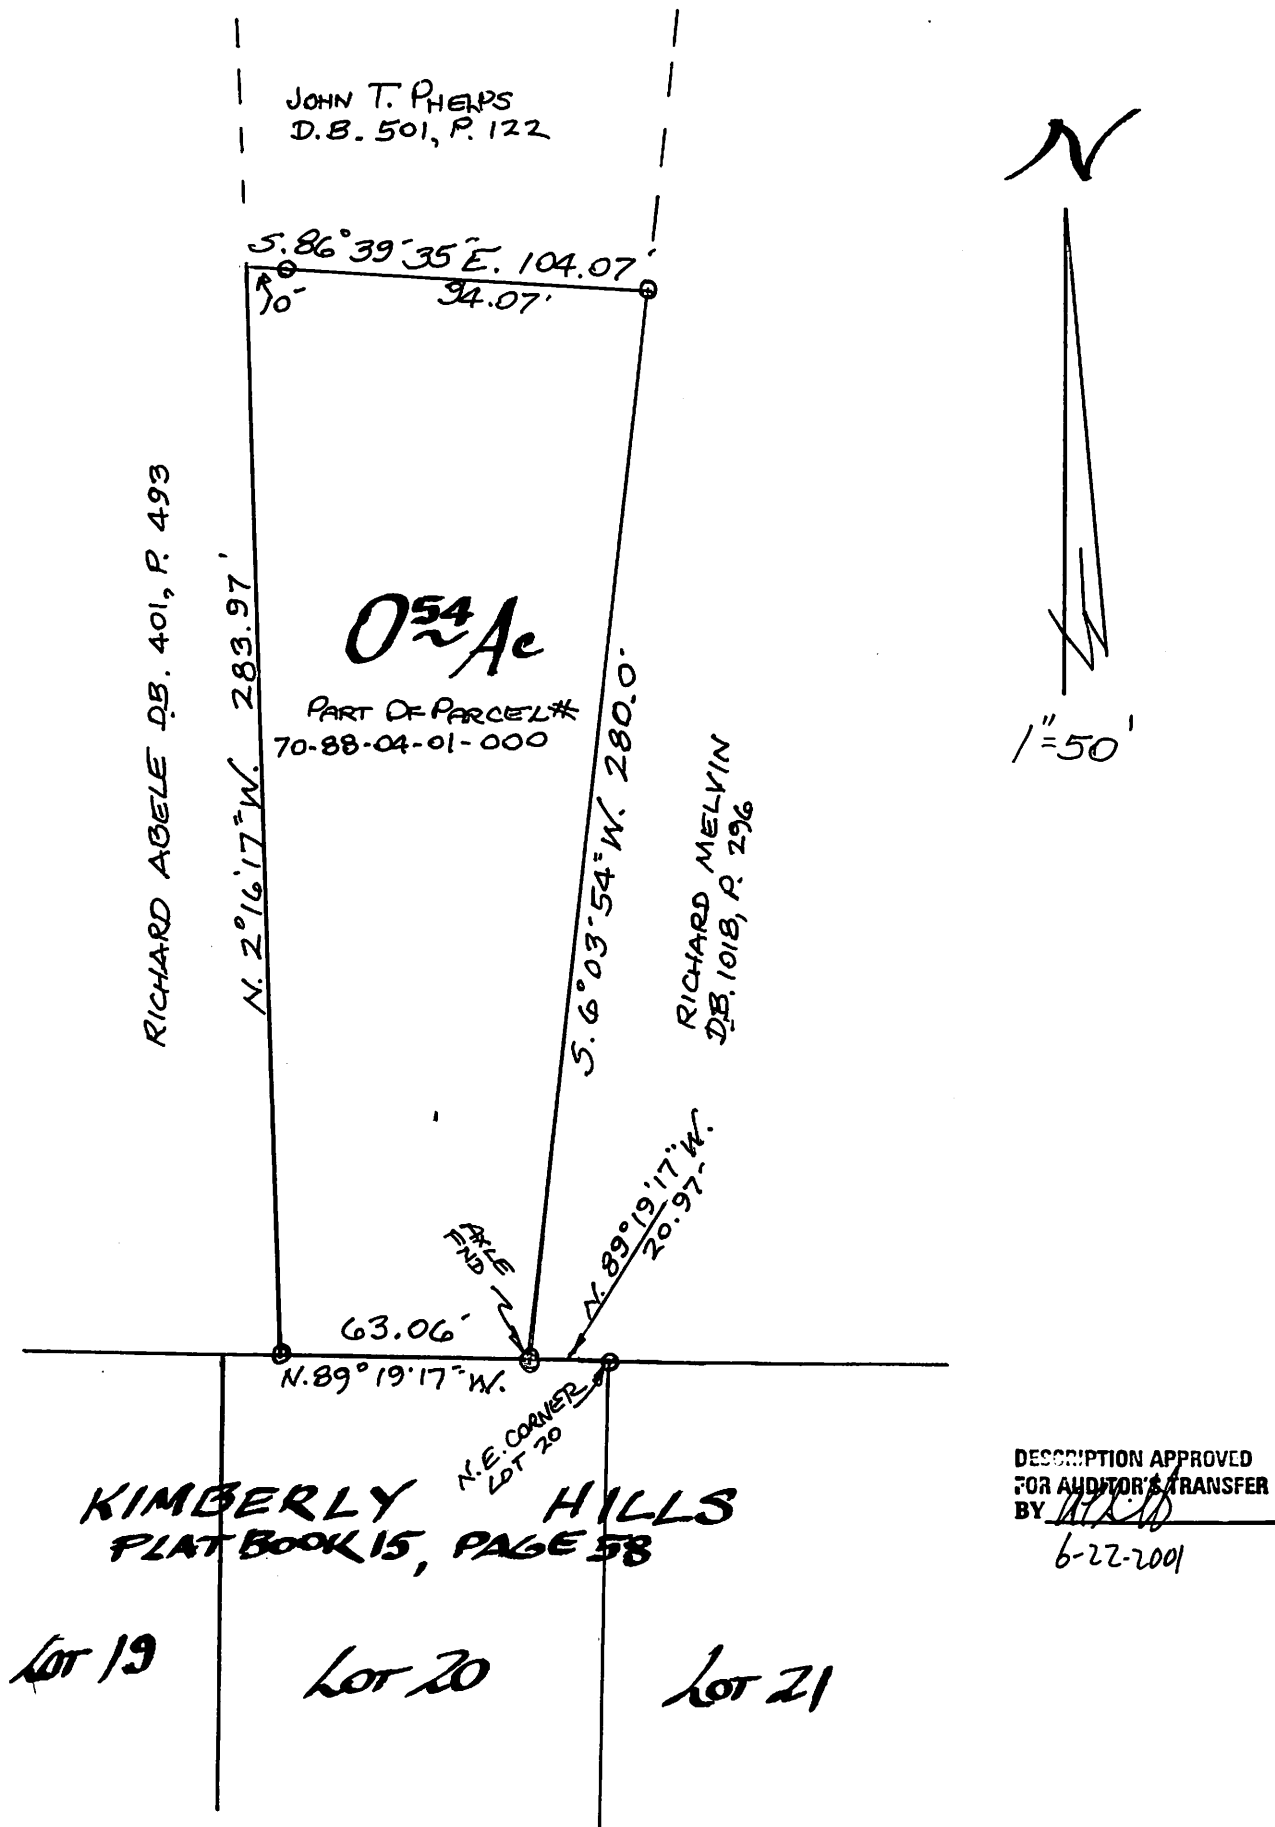 JOHN T. PHELPS
D.B. 501, P. 122
N
S. 86° 39' 35" E. 104.07'
10'
94.07'
RICHARD ABELE D.B. 401, P. 493
N. 2° 16' 17" W. 283.97'
0 54 Ac
PART OF PARCEL #
70-88-04-01-000
S. 6° 03' 54" W. 280.0'
1" = 50'
RICHARD MELVIN
D.B. 1018, P. 296
N. 89° 19' 17" W.
20.97'
AXLE
FND
63.06'
N. 89° 19' 17" W.
N.E. CORNER
LOT 20
KIMBERLY HILLS
PLAT BOOK 15, PAGE 58
DESCRIPTION APPROVED
FOR AUDITOR'S TRANSFER
BY
6-22-2001
LOT 19
LOT 20
LOT 21